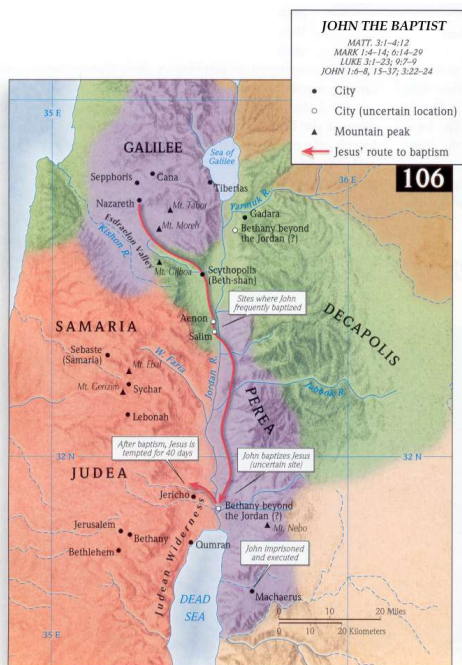 JOHN THE BAPTIST
MATT. 3:1–4:12
MARK 1:4–14; 6:14–29
LUKE 3:1–23; 9:7–9
JOHN 1:6–8, 15–37; 3:22–24
City
City (uncertain location)
Mountain peak
Jesus' route to baptism
106
35 E
36 E
GALILEE
Sea of
Galilee
Sepphoris
Cana
Tiberias
Nazareth
Mt. Tabor
Yarmuk R.
Gadara
Mt. Moreh
Bethany beyond
the Jordan (?)
Esdraelon Valley
Kishon R.
Mt. Gilboa
Scythopolis
(Beth-shan)
Sites where John
frequently baptized
Aenon
Salim
DECAPOLIS
SAMARIA
Sebaste
(Samaria)
Mt. Ebal
W. Faria
Jordan R.
Jabbok R.
Mt. Gerizim
Sychar
PEREA
Lebonah
After baptism, Jesus is
tempted for 40 days
John baptizes Jesus
(uncertain site)
32 N
32 N
JUDEA
Jericho
Bethany beyond
the Jordan (?)
Mt. Nebo
Jerusalem
Bethany
Judean Wilderness
Qumran
Bethlehem
John imprisoned
and executed
Machaerus
DEAD
SEA
0 10 20 Miles
0 10 20 Kilometers
35 E